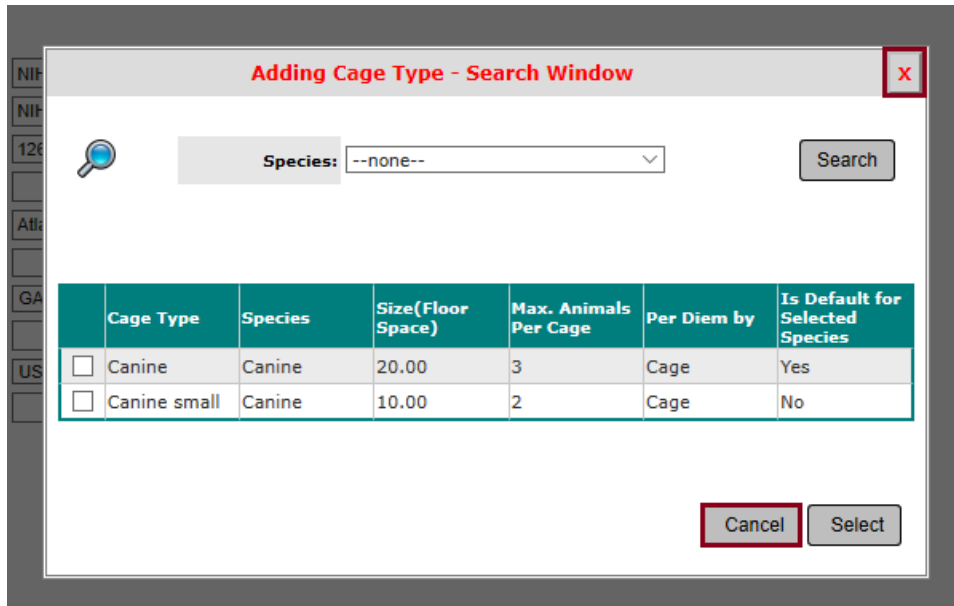 Adding Cage Type - Search Window
X
NIH
NIH
126
Species: --none--
Search
Atla
GA
US
Cage Type Species Size(Floor Space) Max. Animals Per Cage Per Diem by Is Default for Selected Species
Canine Canine 20.00 3 Cage Yes
Canine small Canine 10.00 2 Cage No
Cancel Select